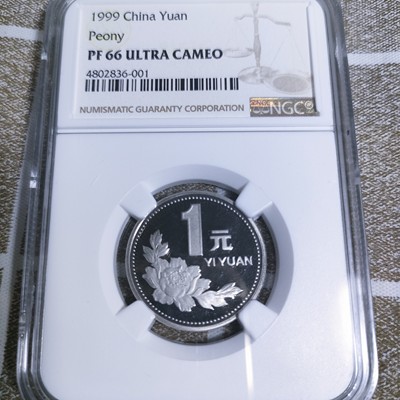 1999 China Yuan
Peony
PF 66 ULTRA CAMEO
4802836-001
NUMISMATIC GUARANTY CORPORATION
NGC
1元
YI YUAN